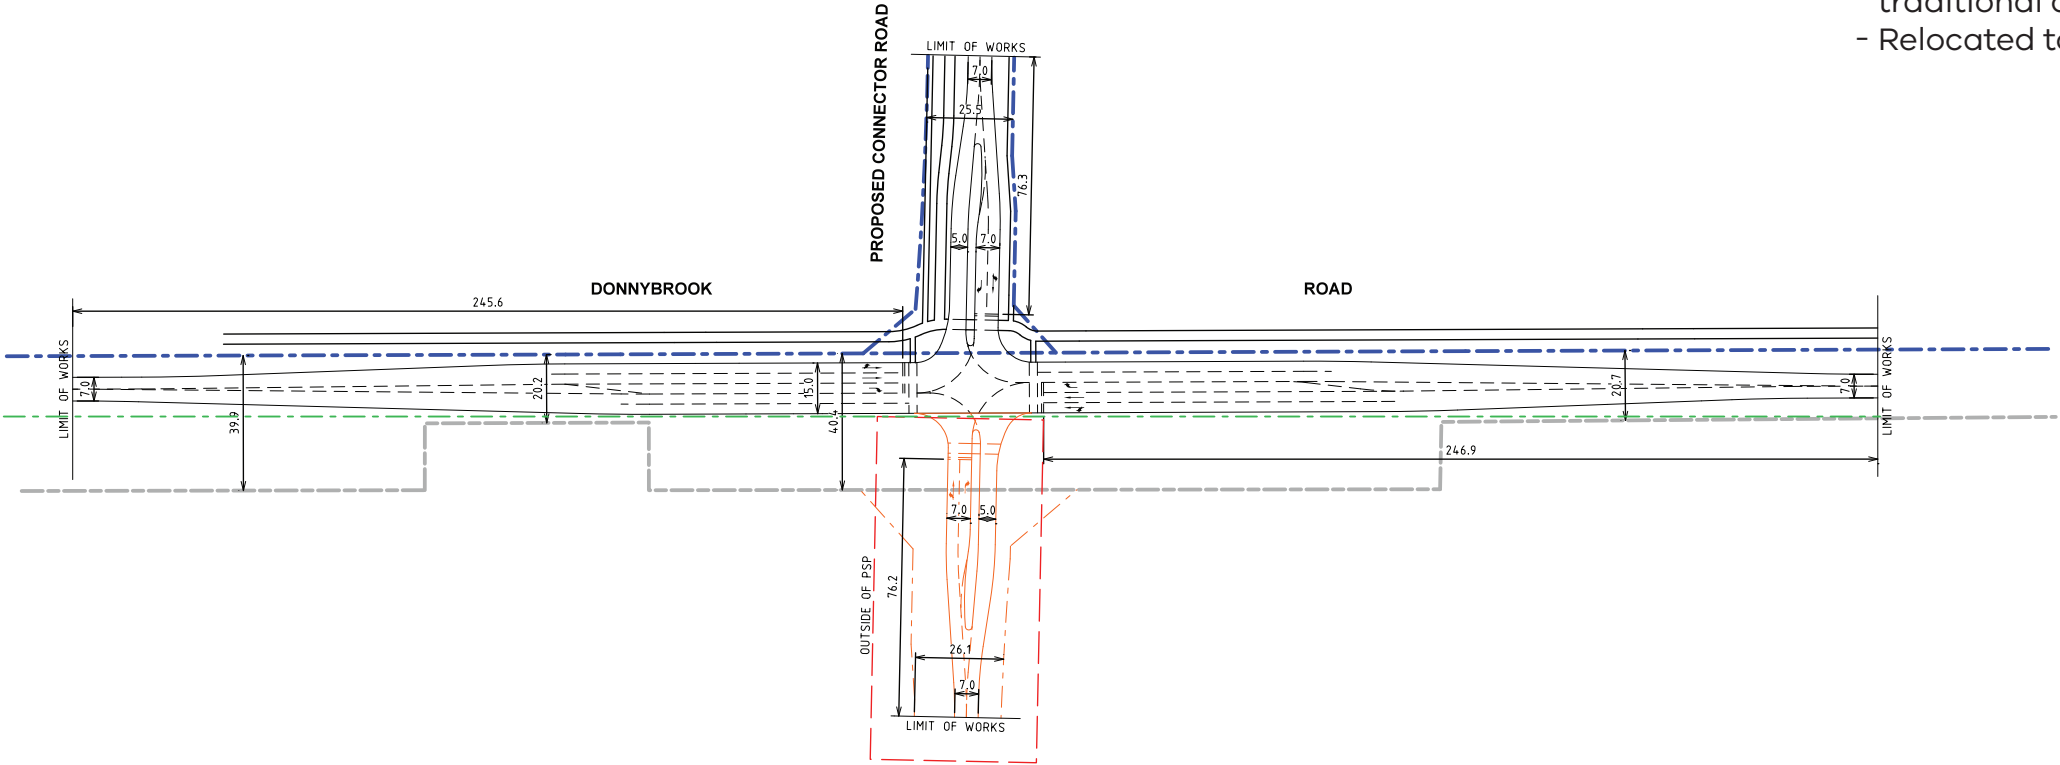 traditional
- Relocated
LIMIT OF WORKS
PROPOSED CONNECTOR ROAD
7.0
25.5
76.3
5.0
7.0
DONNYBROOK
ROAD
245.6
LIMIT OF WORKS
7.0
39.9
20.2
15.0
40.4
20.7
7.0
LIMIT OF WORKS
246.9
7.0
5.0
OUTSIDE OF PSP
76.2
26.1
7.0
LIMIT OF WORKS